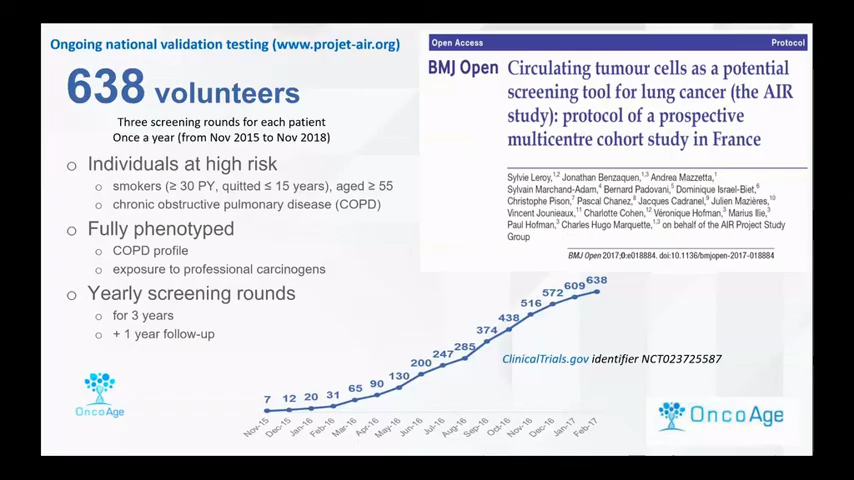 Ongoing national validation testing (www.projet-air.org)
638 volunteers
Three screening rounds for each patient
Once a year (from Nov 2015 to Nov 2018)
Individuals at high risk
smokers (≥ 30 PY, quitted ≤ 15 years), aged ≥ 55
chronic obstructive pulmonary disease (COPD)
Fully phenotyped
COPD profile
exposure to professional carcinogens
Yearly screening rounds
for 3 years
+ 1 year follow-up
OncoAge
Open Access
Protocol
BMJ Open
Circulating tumour cells as a potential
screening tool for lung cancer (the AIR
study): protocol of a prospective
multicentre cohort study in France
Sylvie Leroy,1,2 Jonathan Benzaquen,1,3 Andrea Mazzetta,1
Sylvain Marchand-Adam,4 Bernard Padovani,5 Dominique Israel-Biet,6
Christophe Pison,7 Pascal Chanez,8 Jacques Cadranel,9 Julien Mazières,10
Vincent Jounieaux,11 Charlotte Cohen,12 Véronique Hofman,3 Marius Ilie,3
Paul Hofman,3 Charles Hugo Marquette,1,3 on behalf of the AIR Project Study
Group
BMJ Open 2017;0:e018884. doi:10.1136/bmjopen-2017-018884
7 12 20 31 65 90 130 200 247 285 374 438 516 572 609 638
Nov-15 Dec-15 Jan-16 Feb-16 Mar-16 Apr-16 May-16 Jun-16 Jul-16 Aug-16 Sep-16 Oct-16 Nov-16 Dec-16 Jan-17 Feb-17
ClinicalTrials.gov identifier NCT023725587
OncoAge